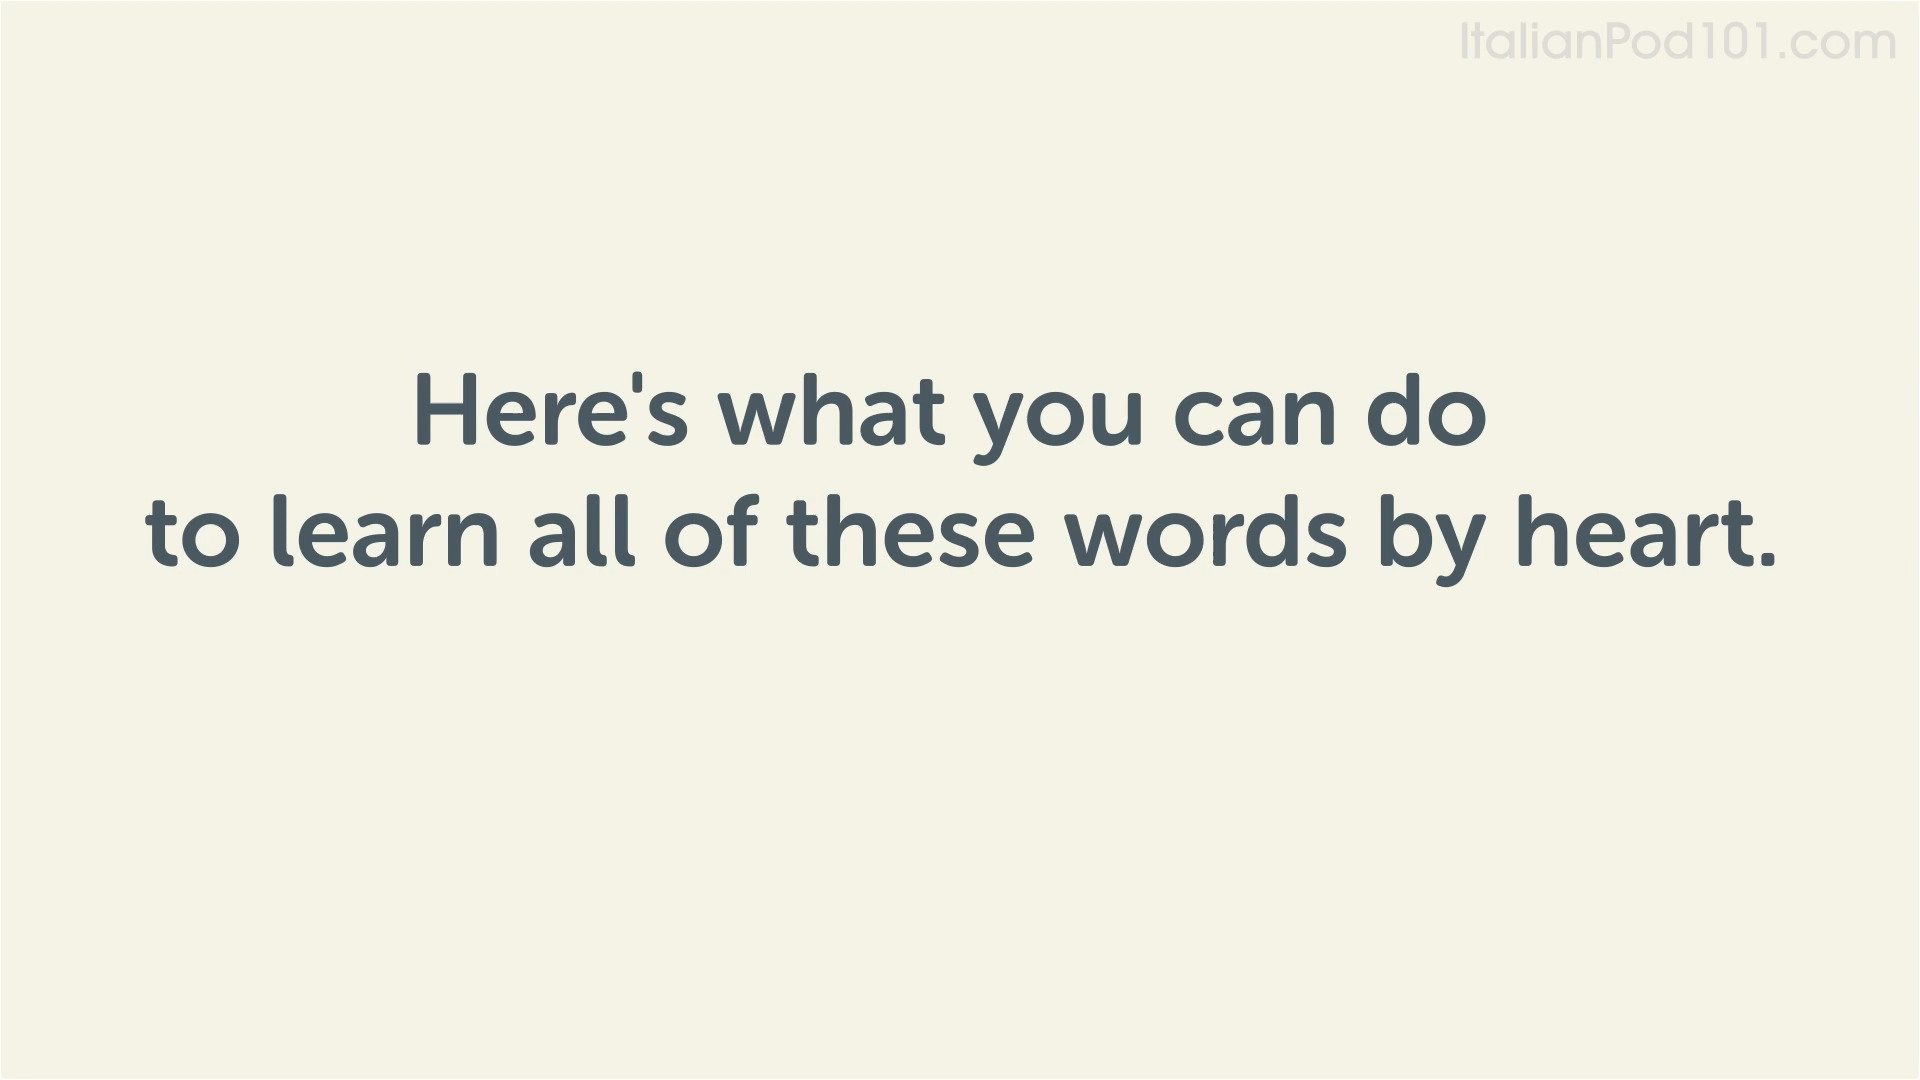 ItalianPod101.com
Here's what you can do
to learn all of these words by heart.